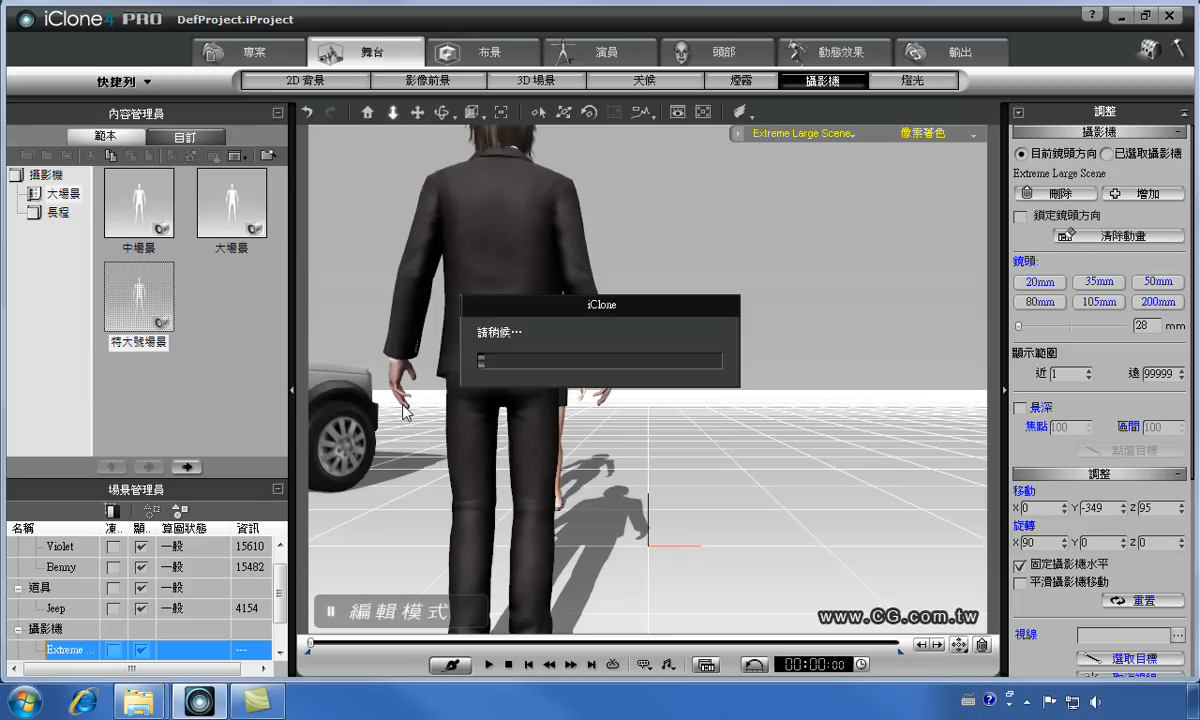 iClone4 PRO DefProject.iProject
專案 舞台 布景 演員 頭部 動態效果 輸出
快捷列 2D 背景 影像前景 3D 場景 天候 煙霧 攝影機 燈光
內容管理員
範本 自訂
攝影機
大場景
長程
中場景 大場景
特大號場景
場景管理員
名稱 凍.. 顯.. 算圖狀態 資訊
Violet 一般 15610
Benny 一般 15482
道具 一般
Jeep 一般 4154
攝影機
Extreme ... ---
Extreme Large Scene 像素著色
iClone
請稍候…
編輯模式
www.CG.com.tw
00:00:00
調整
攝影機
目前鏡頭方向 已選取攝影機
Extreme Large Scene
刪除 增加
鎖定鏡頭方向
清除動畫
鏡頭:
20mm 35mm 50mm
80mm 105mm 200mm
28 mm
顯示範圍
近 1 遠 99999
景深
焦點 100 區間 100
點選目標
調整
移動
X 0 Y -349 Z 95
旋轉
X 90 Y 0 Z 0
固定攝影機水平
平滑攝影機移動
重置
視線
選取目標